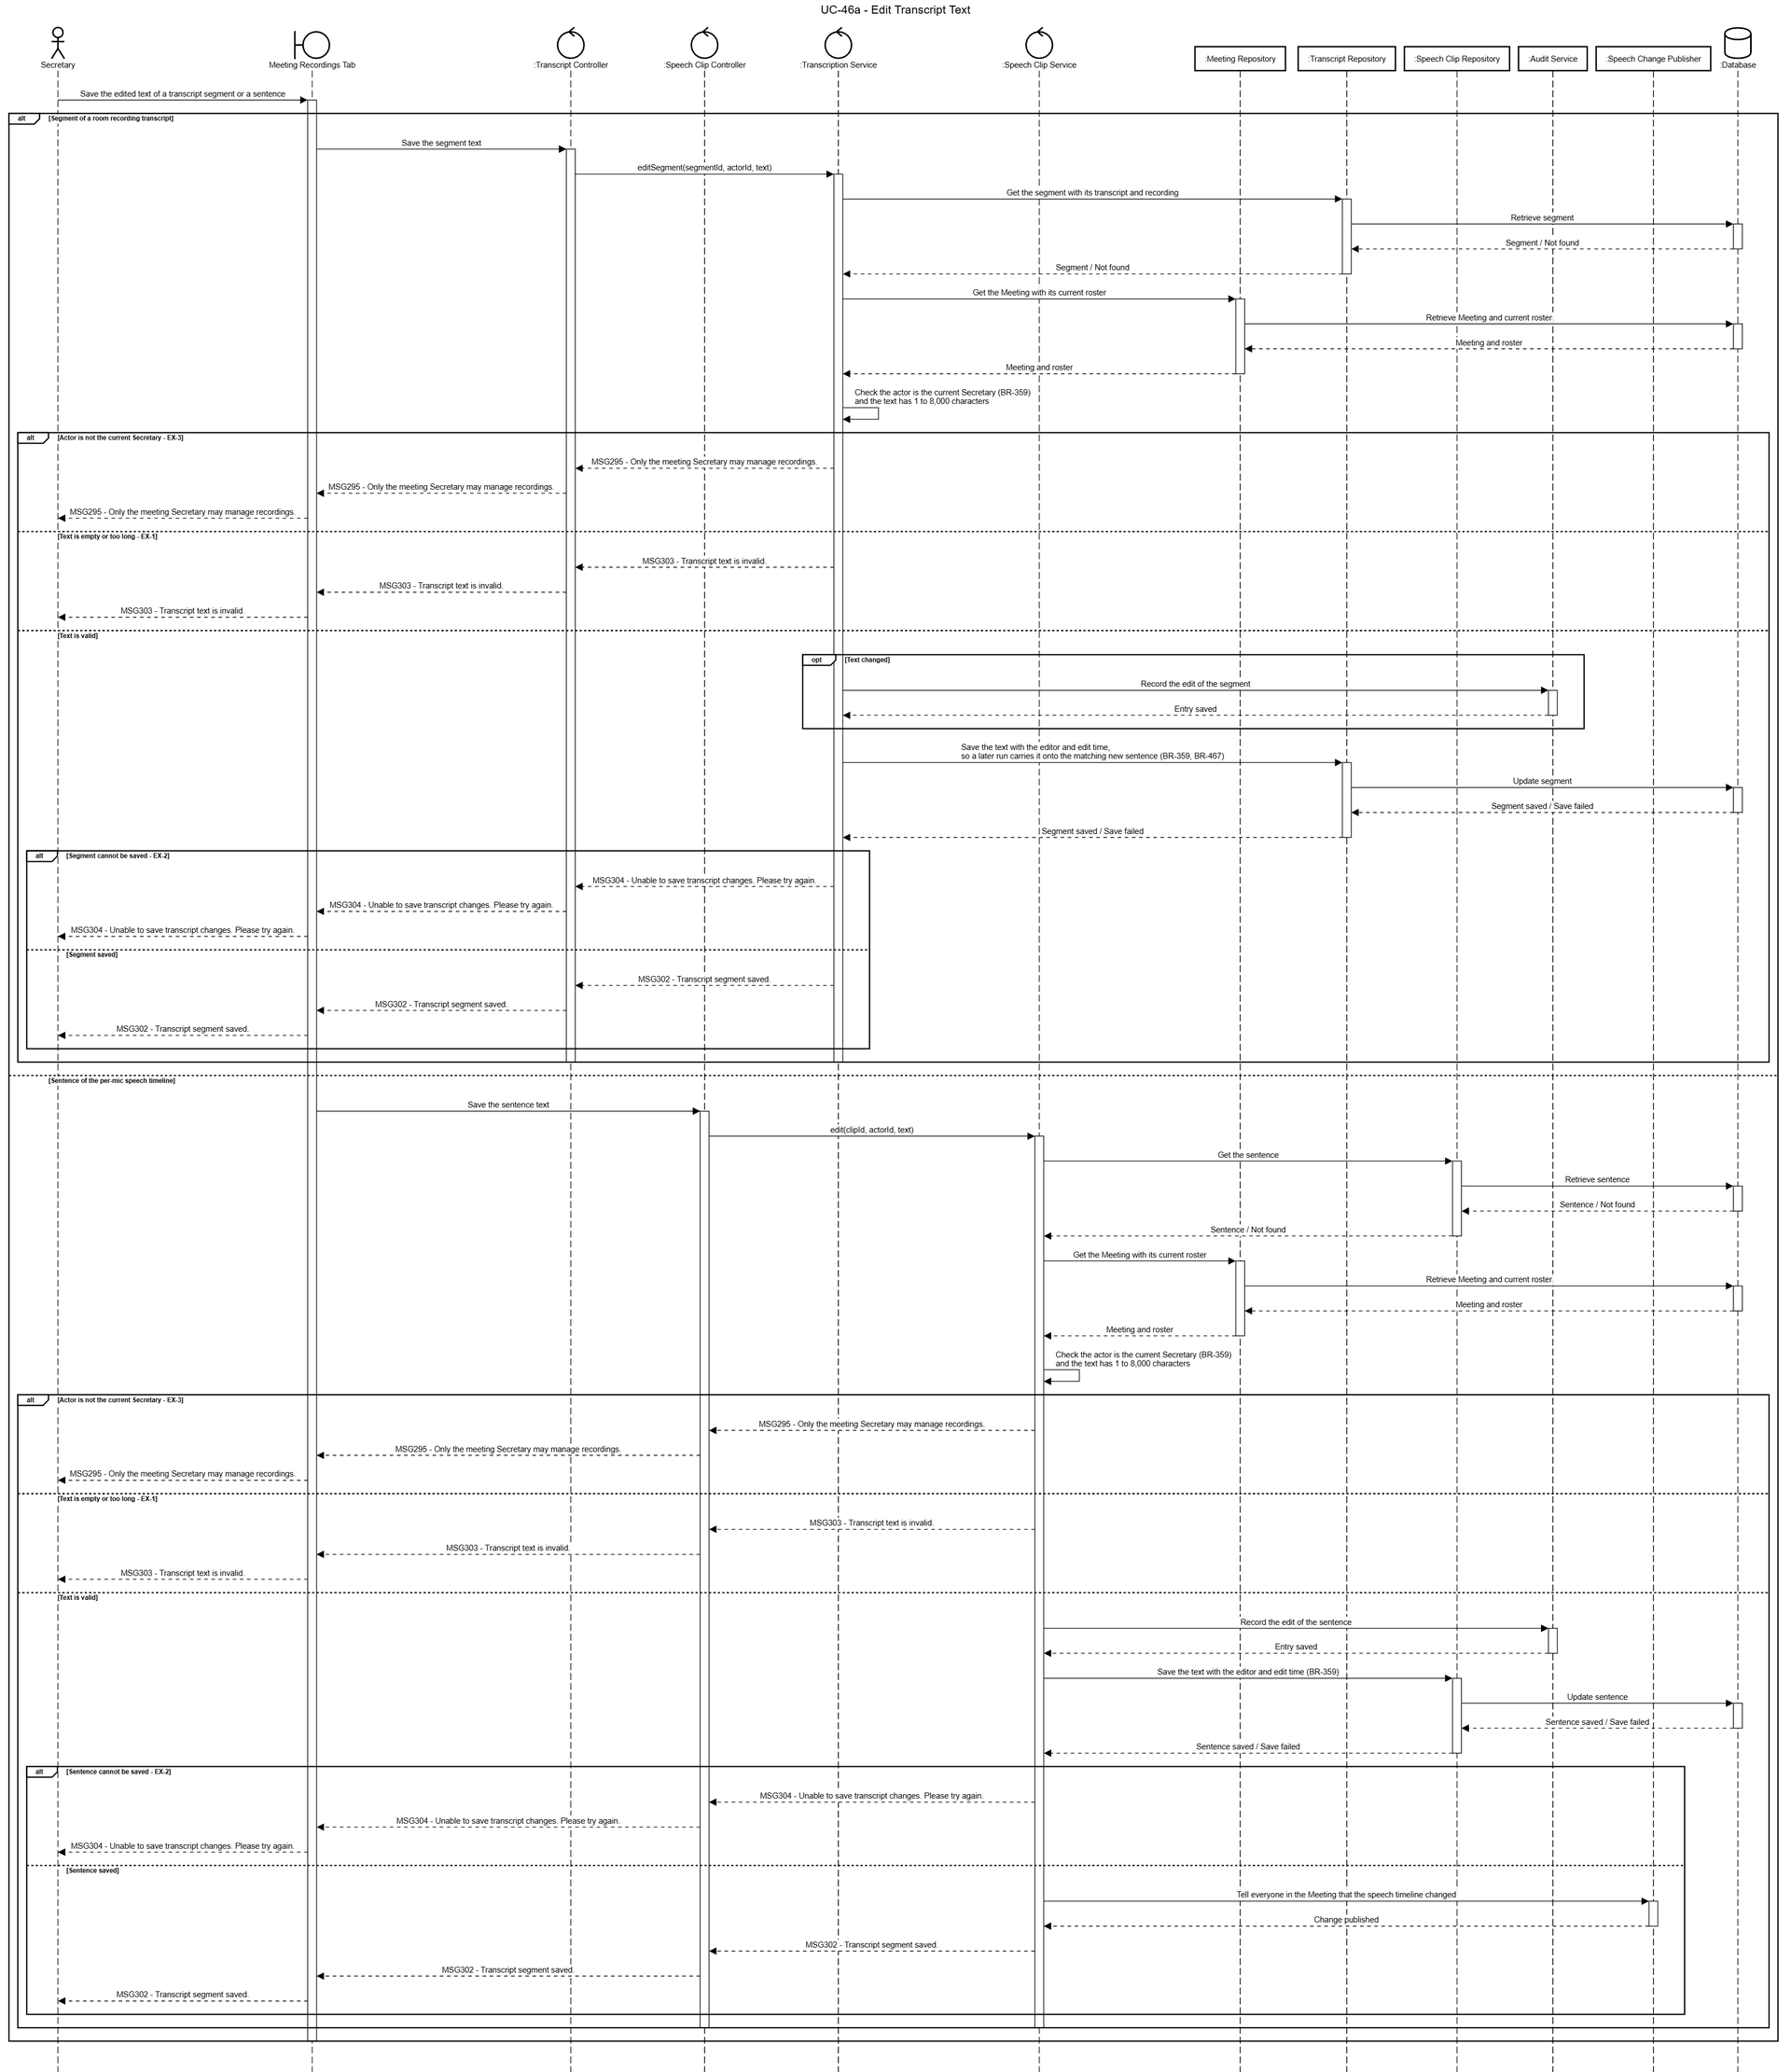 UC-46a - Edit Transcript Text
Secretary
Meeting Recordings Tab
:Transcript Controller
:Speech Clip Controller
:Transcription Service
:Speech Clip Service
:Meeting Repository
:Transcript Repository
:Speech Clip Repository
:Audit Service
:Speech Change Publisher
:Database
Save the edited text of a transcript segment or a sentence
alt [Segment of a room recording transcript]
Save the segment text
editSegment(segmentId, actorId, text)
Get the segment with its transcript and recording
Retrieve segment
Segment / Not found
Segment / Not found
Get the Meeting with its current roster
Retrieve Meeting and current roster
Meeting and roster
Meeting and roster
Check the actor is the current Secretary (BR-359)
and the text has 1 to 8,000 characters
alt [Actor is not the current Secretary - EX-3]
MSG295 - Only the meeting Secretary may manage recordings.
MSG295 - Only the meeting Secretary may manage recordings.
MSG295 - Only the meeting Secretary may manage recordings.
[Text is empty or too long - EX-1]
MSG303 - Transcript text is invalid.
MSG303 - Transcript text is invalid.
MSG303 - Transcript text is invalid.
[Text is valid]
opt [Text changed]
Record the edit of the segment
Entry saved
Save the text with the editor and edit time,
so a later run carries it onto the matching new sentence (BR-359, BR-467)
Update segment
Segment saved / Save failed
Segment saved / Save failed
alt [Segment cannot be saved - EX-2]
MSG304 - Unable to save transcript changes. Please try again.
MSG304 - Unable to save transcript changes. Please try again.
MSG304 - Unable to save transcript changes. Please try again.
[Segment saved]
MSG302 - Transcript segment saved.
MSG302 - Transcript segment saved.
MSG302 - Transcript segment saved.
[Sentence of the per-mic speech timeline]
Save the sentence text
edit(clipId, actorId, text)
Get the sentence
Retrieve sentence
Sentence / Not found
Sentence / Not found
Get the Meeting with its current roster
Retrieve Meeting and current roster
Meeting and roster
Meeting and roster
Check the actor is the current Secretary (BR-359)
and the text has 1 to 8,000 characters
alt [Actor is not the current Secretary - EX-3]
MSG295 - Only the meeting Secretary may manage recordings.
MSG295 - Only the meeting Secretary may manage recordings.
MSG295 - Only the meeting Secretary may manage recordings.
[Text is empty or too long - EX-1]
MSG303 - Transcript text is invalid.
MSG303 - Transcript text is invalid.
MSG303 - Transcript text is invalid.
[Text is valid]
Record the edit of the sentence
Entry saved
Save the text with the editor and edit time (BR-359)
Update sentence
Sentence saved / Save failed
Sentence saved / Save failed
alt [Sentence cannot be saved - EX-2]
MSG304 - Unable to save transcript changes. Please try again.
MSG304 - Unable to save transcript changes. Please try again.
MSG304 - Unable to save transcript changes. Please try again.
[Sentence saved]
Tell everyone in the Meeting that the speech timeline changed
Change published
MSG302 - Transcript segment saved.
MSG302 - Transcript segment saved.
MSG302 - Transcript segment saved.